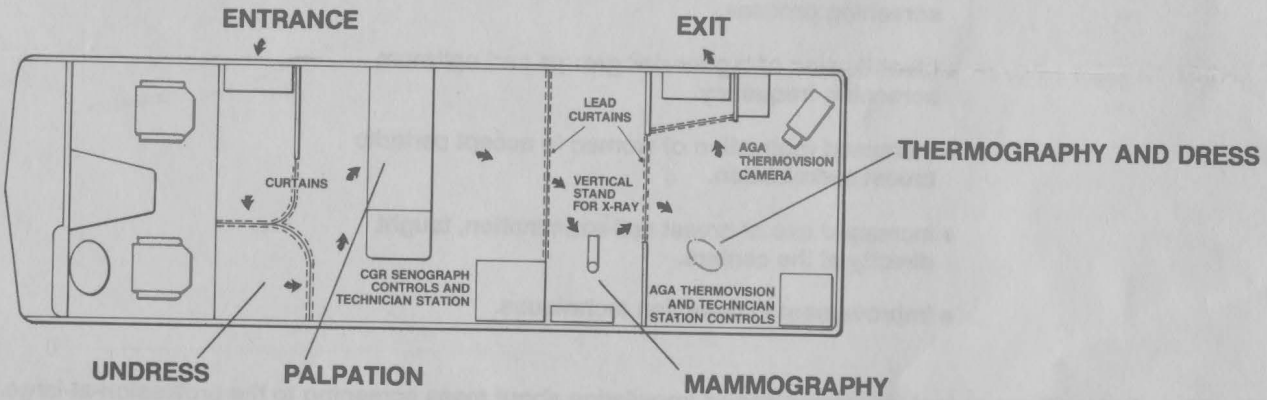 ENTRANCE
EXIT
LEAD
CURTAINS
AGA
THERMOVISION
CAMERA
THERMOGRAPHY AND DRESS
CURTAINS
VERTICAL
STAND
FOR X-RAY
CGR SENOGRAPH
CONTROLS AND
TECHNICIAN STATION
AGA THERMOVISION
AND TECHNICIAN
STATION CONTROLS
UNDRESS
PALPATION
MAMMOGRAPHY